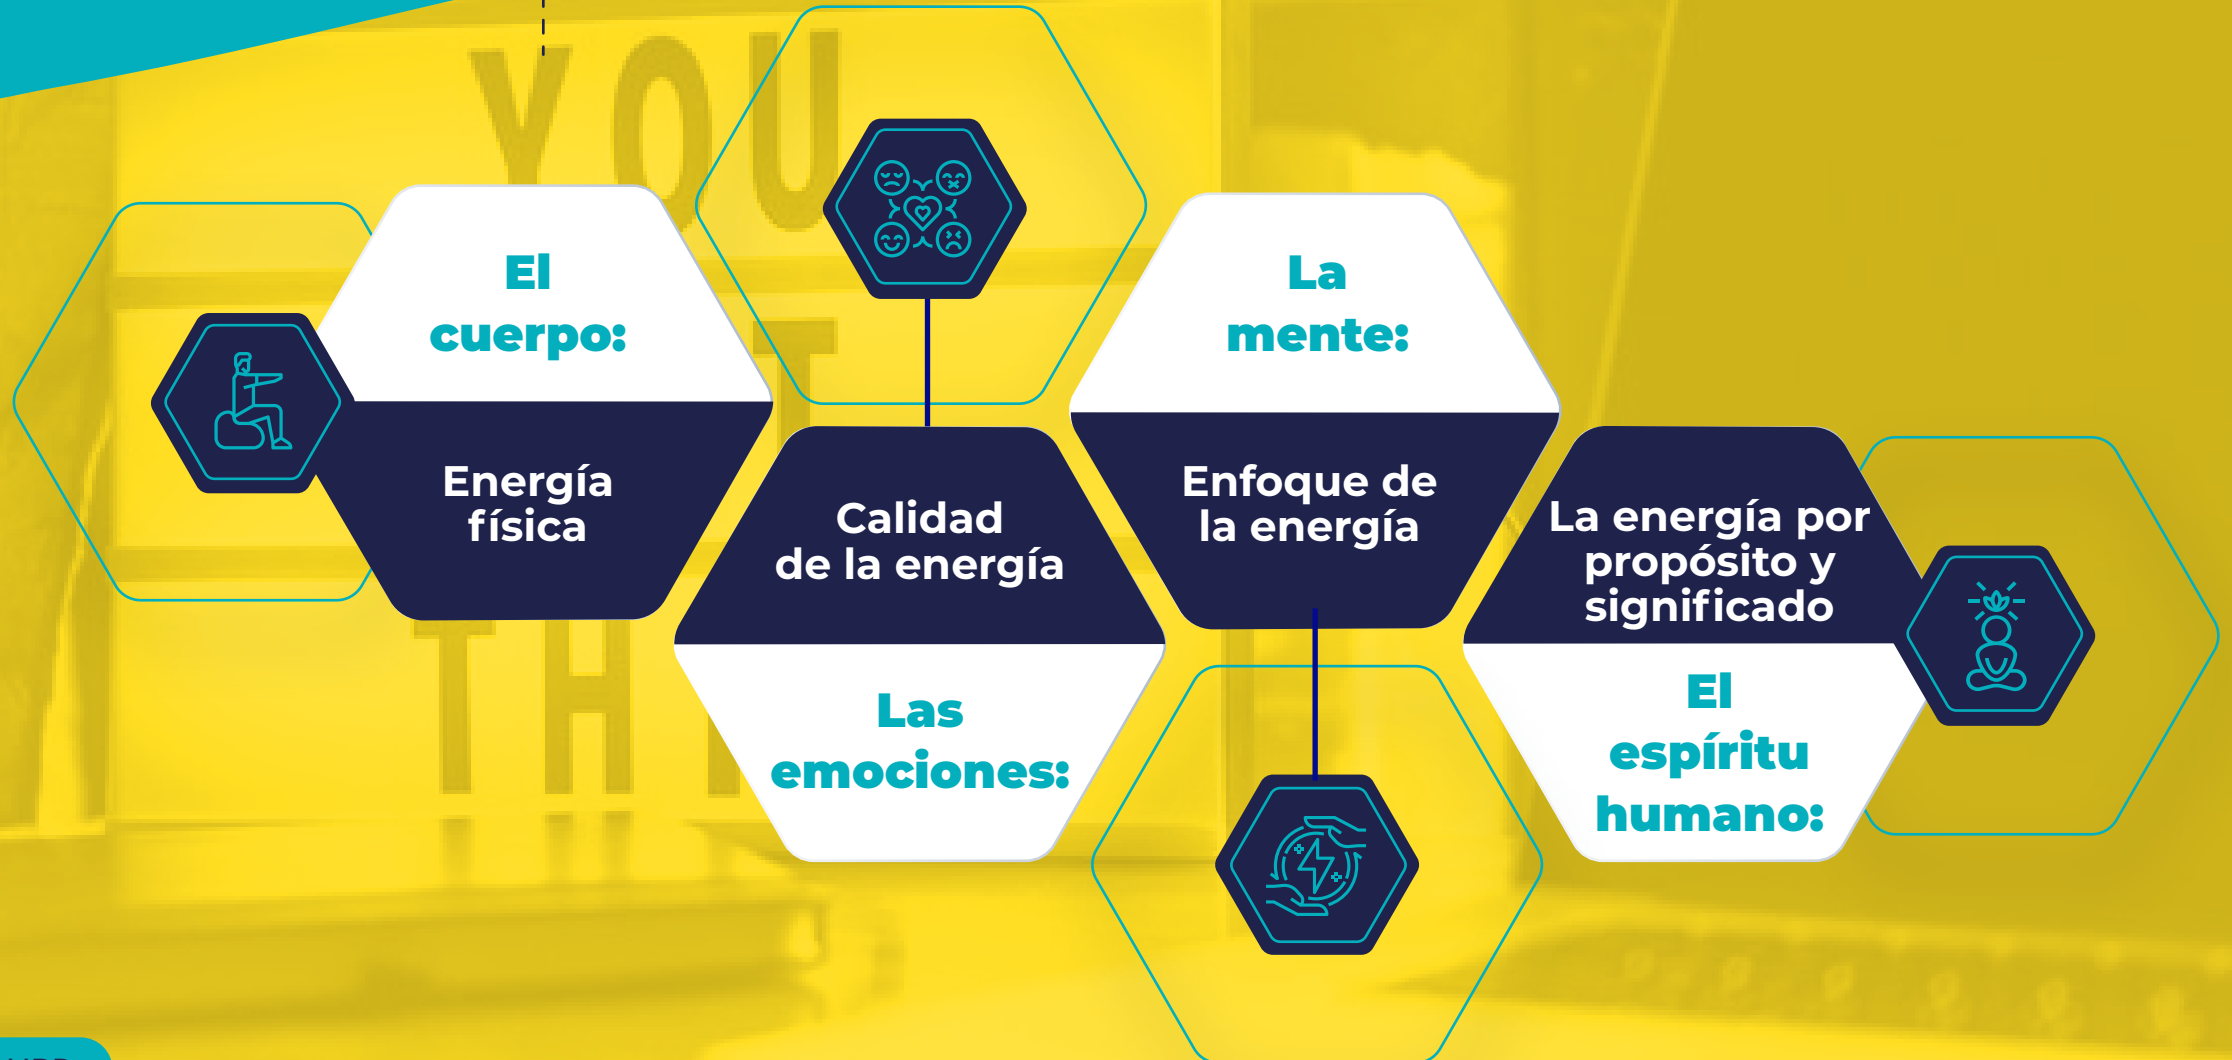 YOU
El
cuerpo:
Energía
física
Calidad
de la energía
Las
emociones:
La
mente:
Enfoque de
la energía
La energía por
propósito y
significado
El
espíritu
humano: